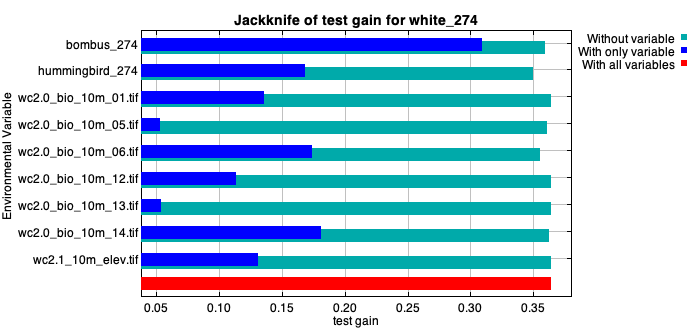 Jackknife of test gain for white_274
Without variable
With only variable
With all variables
Environmental Variable
bombus_274
hummingbird_274
wc2.0_bio_10m_01.tif
wc2.0_bio_10m_05.tif
wc2.0_bio_10m_06.tif
wc2.0_bio_10m_12.tif
wc2.0_bio_10m_13.tif
wc2.0_bio_10m_14.tif
wc2.1_10m_elev.tif
0.05 0.10 0.15 0.20 0.25 0.30 0.35
test gain